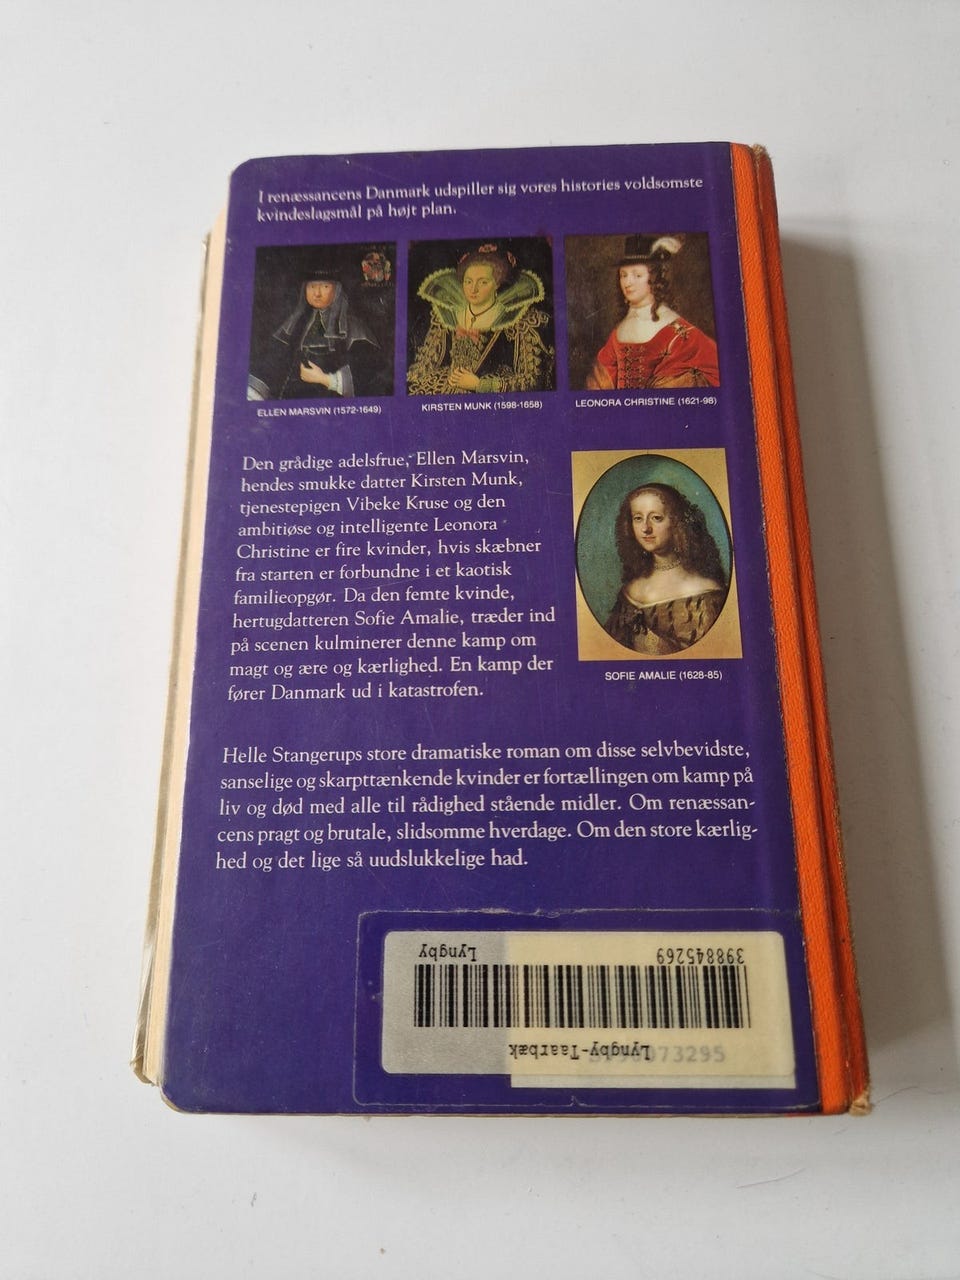 I renæssancens Danmark udspiller sig vores histories voldsomste
kvindeslagsmål på højt plan.
ELLEN MARSVIN (1572-1649)
KIRSTEN MUNK (1598-1658)
LEONORA CHRISTINE (1621-98)
Den grådige adelsfrue, Ellen Marsvin,
hendes smukke datter Kirsten Munk,
tjenestepigen Vibeke Kruse og den
ambitiøse og intelligente Leonora
Christine er fire kvinder, hvis skæbner
fra starten er forbundne i et kaotisk
familieopgør. Da den femte kvinde,
hertugdatteren Sofie Amalie, træder ind
på scenen kulminerer denne kamp om
magt og ære og kærlighed. En kamp der
fører Danmark ud i katastrofen.
SOFIE AMALIE (1628-85)
Helle Stangerups store dramatiske roman om disse selvbevidste,
sanselige og skarpttænkende kvinder er fortællingen om kamp på
liv og død med alle til rådighed stående midler. Om renæssan-
cens pragt og brutale, slidsomme hverdage. Om den store kærlig-
hed og det lige så uudslukkelige had.
Lyngby
398845269
Lyngby-Taarbæk
73295